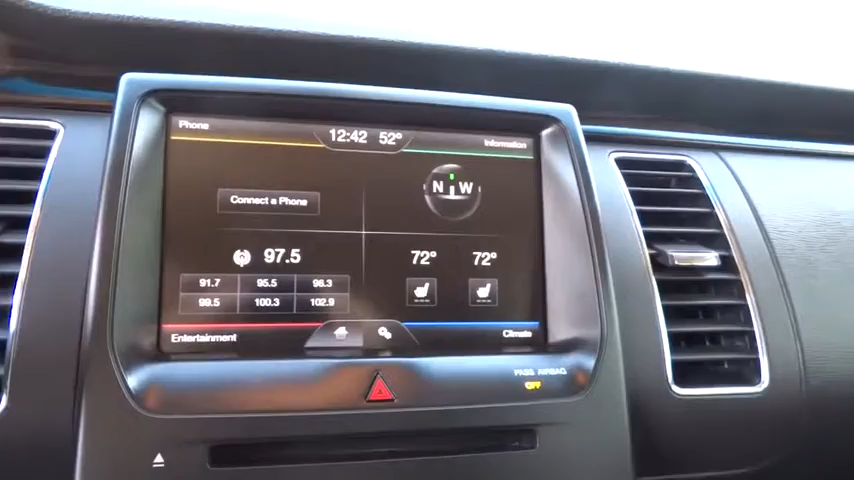 Phone
12:42 52°
Information
Connect a Phone
N W
97.5
72° 72°
91.7 95.5 96.3
99.5 100.3 102.9
Entertainment
Climate
PASS AIRBAG
OFF